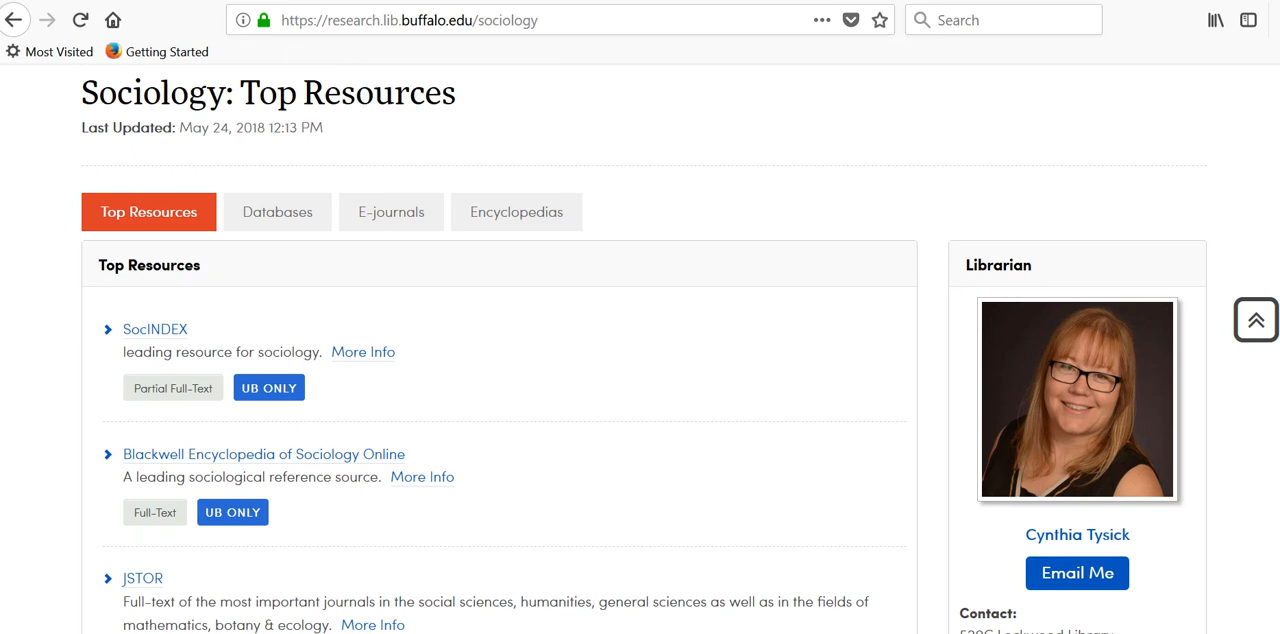 https://research.lib.buffalo.edu/sociology
Search
Most Visited
Getting Started
Sociology: Top Resources
Last Updated: May 24, 2018 12:13 PM
Top Resources
Databases
E-journals
Encyclopedias
Top Resources
SocINDEX
leading resource for sociology. More Info
Partial Full-Text
UB ONLY
Blackwell Encyclopedia of Sociology Online
A leading sociological reference source. More Info
Full-Text
UB ONLY
JSTOR
Full-text of the most important journals in the social sciences, humanities, general sciences as well as in the fields of
mathematics, botany & ecology. More Info
Librarian
Cynthia Tysick
Email Me
Contact: